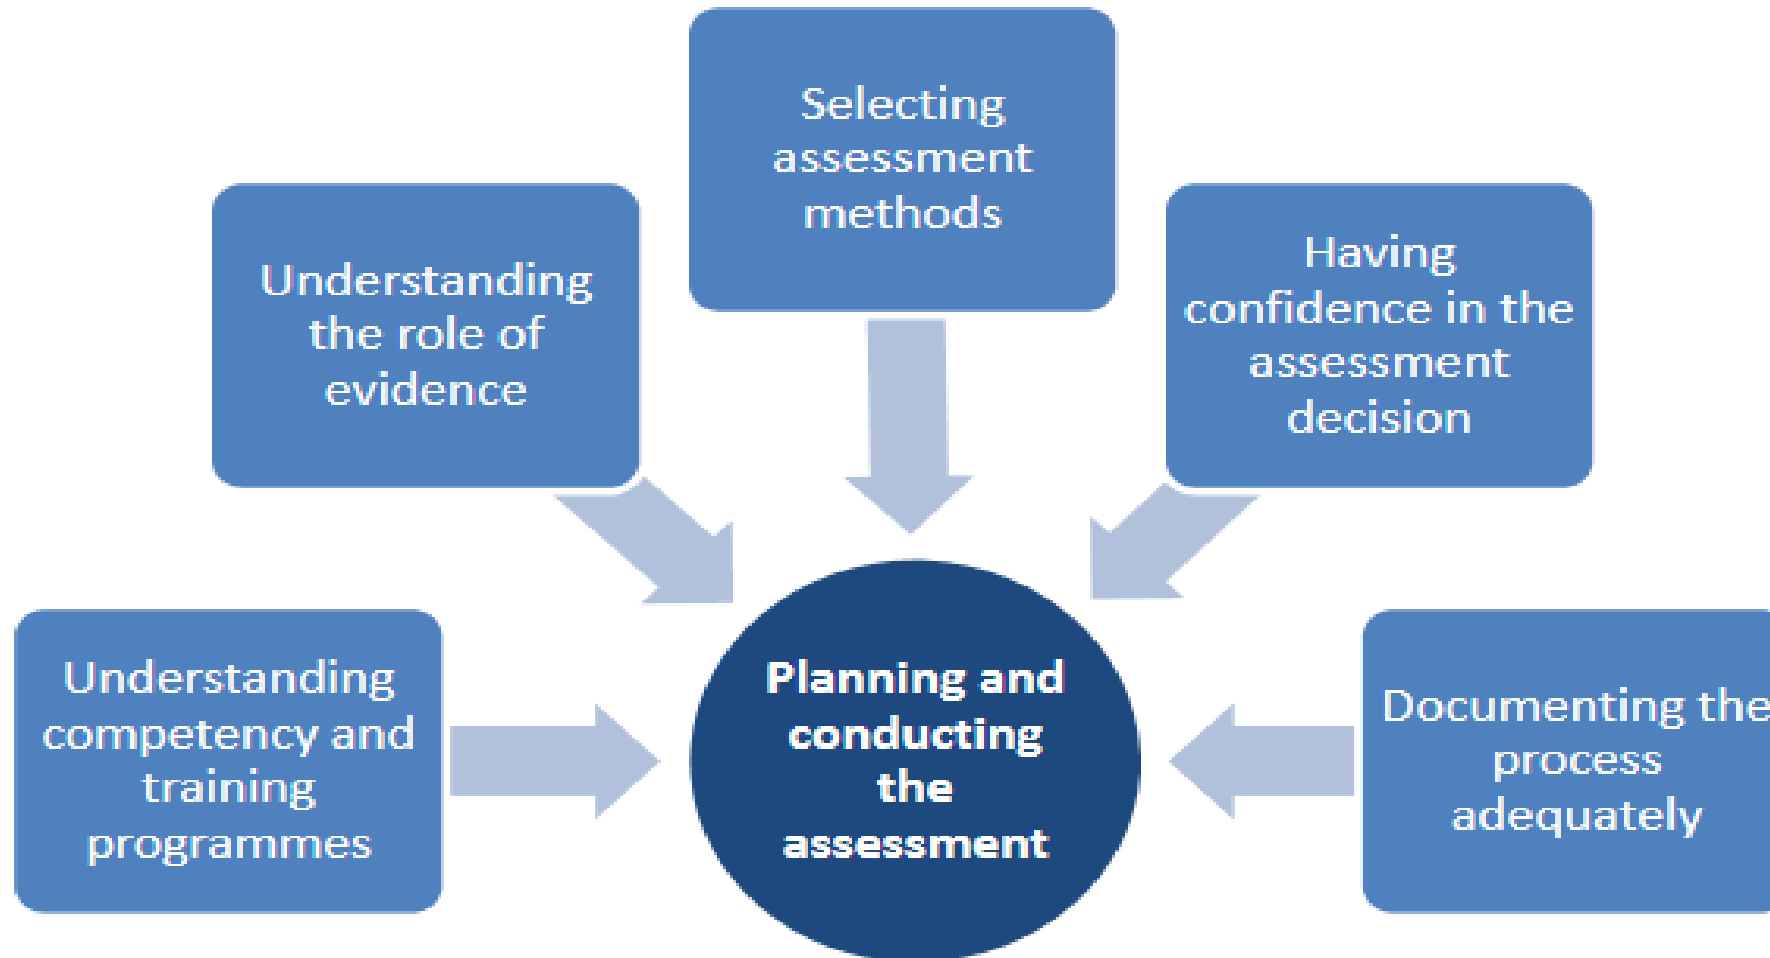 Selecting
assessment
methods
Understanding
the role of
evidence
Having
confidence in the
assessment
decision
Understanding
competency and
training
programmes
Planning and
conducting
the
assessment
Documenting the
process
adequately